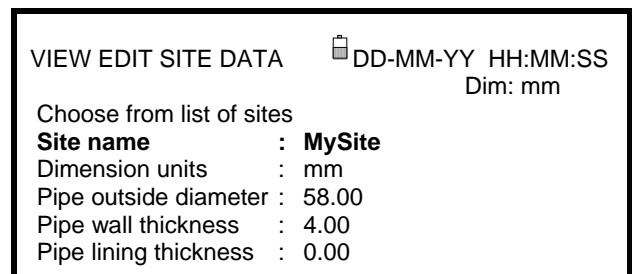 VIEW EDIT SITE DATA DD-MM-YY HH:MM:SS
Dim: mm
Choose from list of sites
Site name : MySite
Dimension units : mm
Pipe outside diameter : 58.00
Pipe wall thickness : 4.00
Pipe lining thickness : 0.00